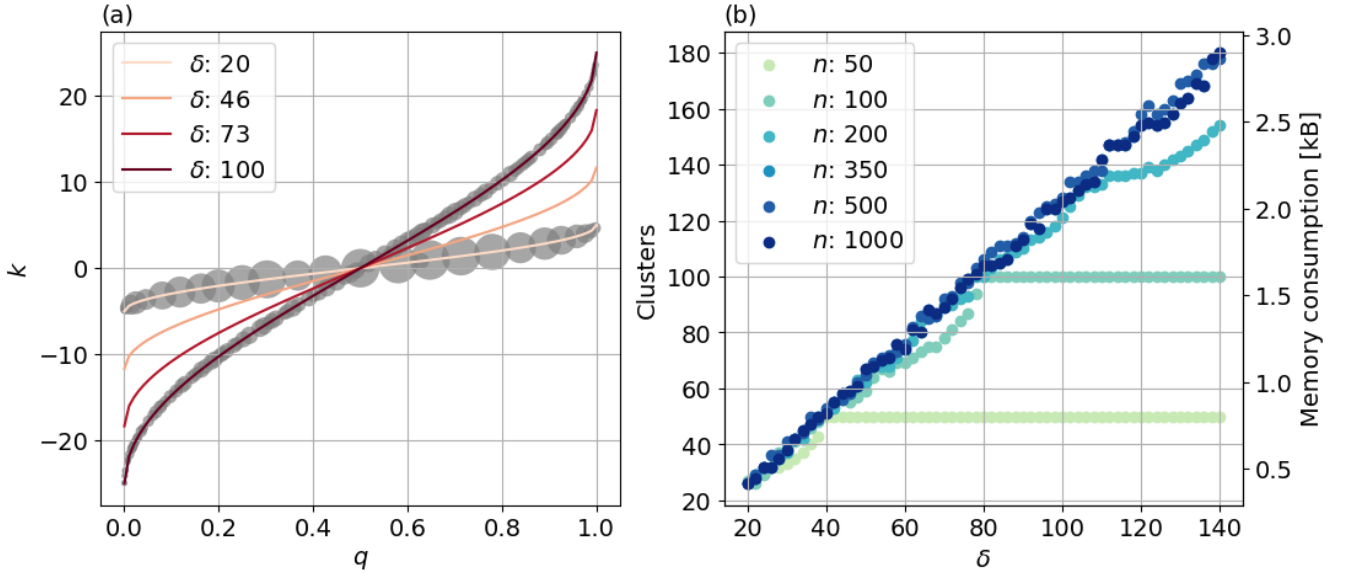 (a)
δ: 20
δ: 46
δ: 73
δ: 100
20
10
0
−10
−20
k
0.0 0.2 0.4 0.6 0.8 1.0
q
(b)
n: 50
n: 100
n: 200
n: 350
n: 500
n: 1000
180
160
140
120
100
80
60
40
20
Clusters
20 40 60 80 100 120 140
δ
3.0
2.5
2.0
1.5
1.0
0.5
Memory consumption [kB]